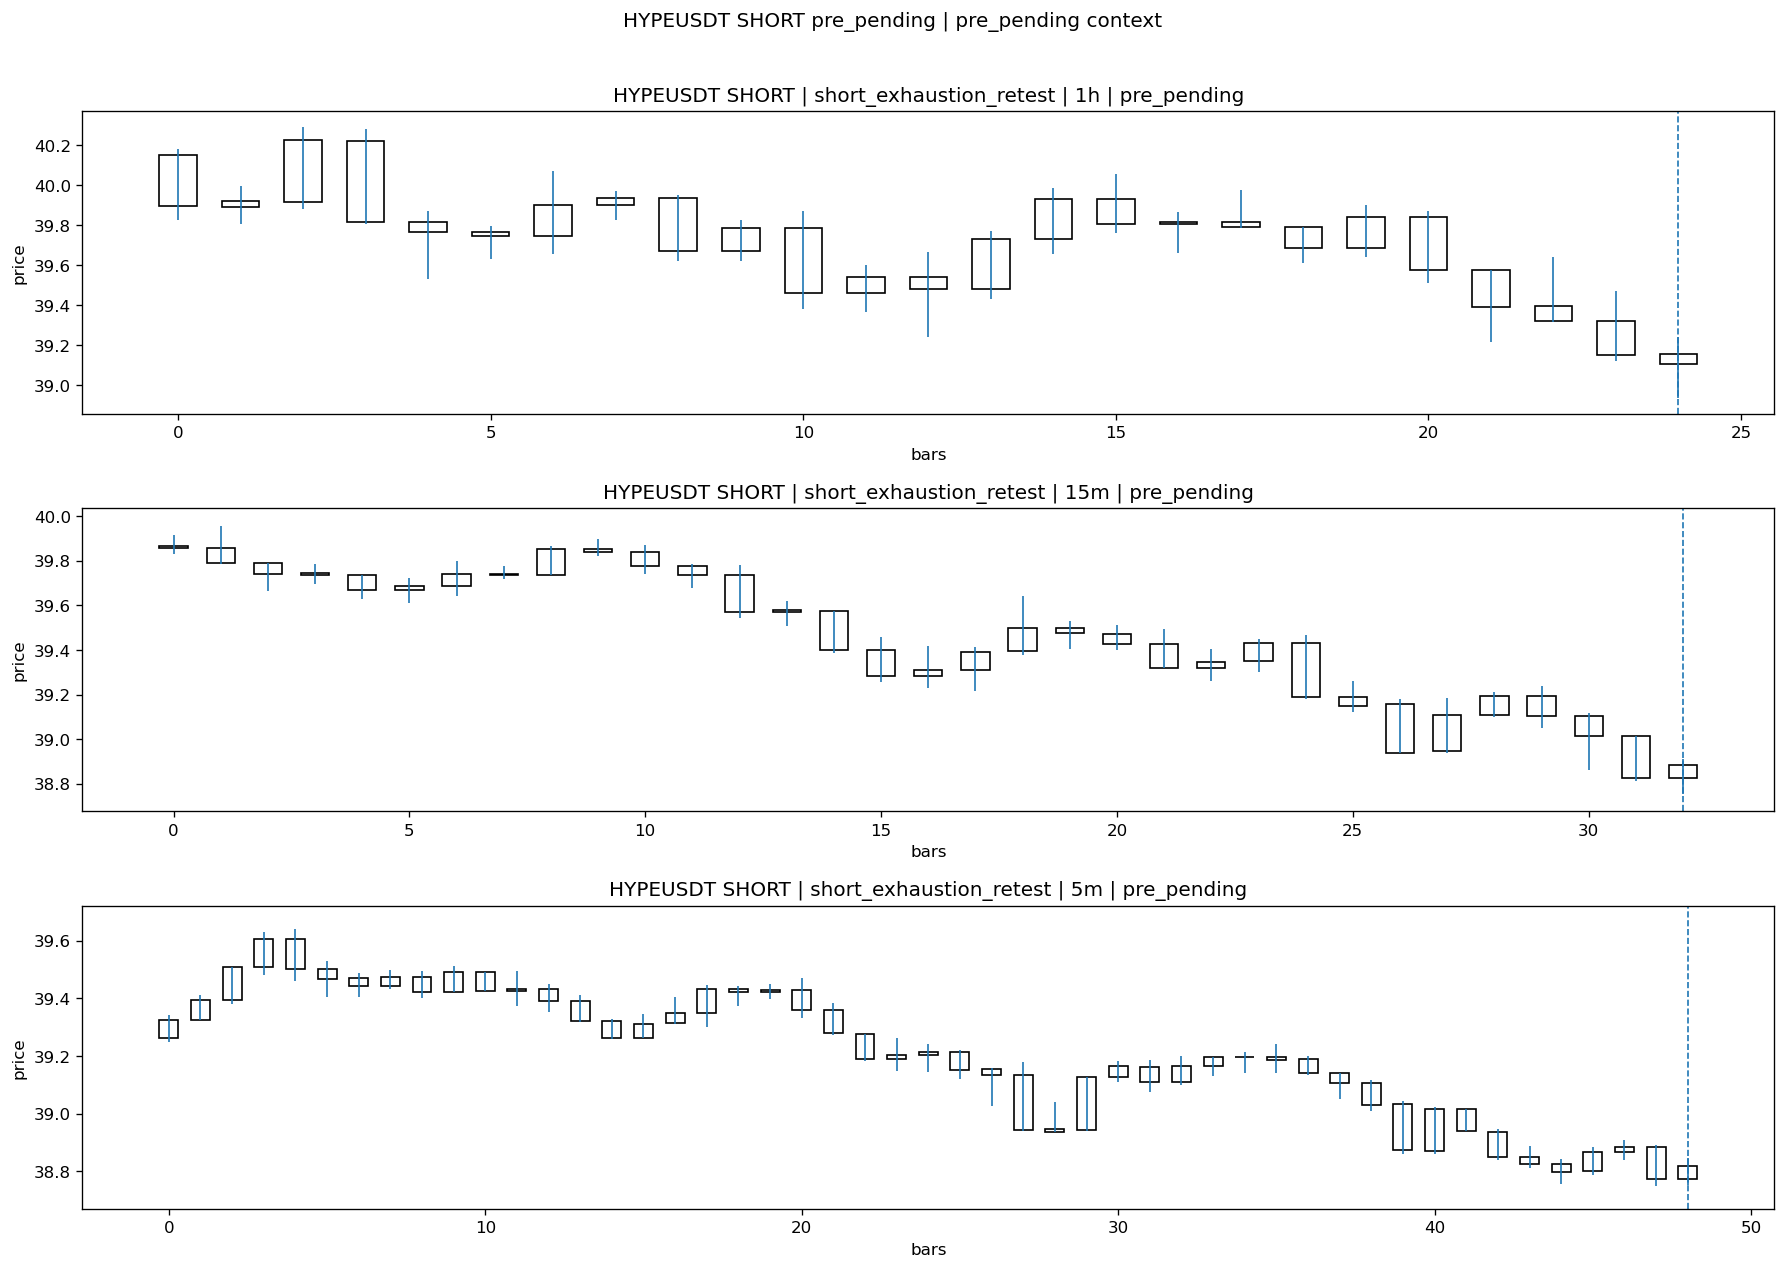 HYPEUSDT SHORT pre_pending | pre_pending context
HYPEUSDT SHORT | short_exhaustion_retest | 1h | pre_pending
40.2
40.0
39.8
39.6
39.4
39.2
39.0
price
0 5 10 15 20 25
bars
HYPEUSDT SHORT | short_exhaustion_retest | 15m | pre_pending
40.0
39.8
39.6
39.4
39.2
39.0
38.8
price
0 5 10 15 20 25 30
bars
HYPEUSDT SHORT | short_exhaustion_retest | 5m | pre_pending
39.6
39.4
39.2
39.0
38.8
price
0 10 20 30 40 50
bars